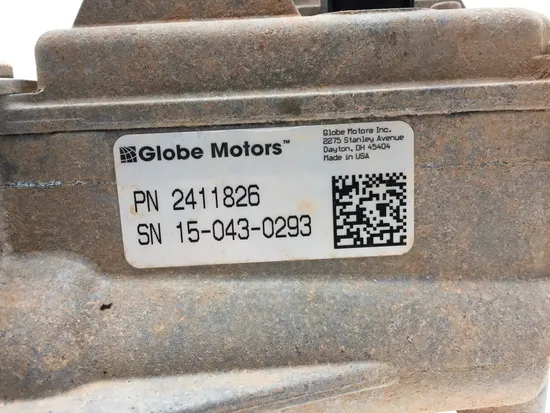 Globe Motors™
Globe Motors Inc.
2275 Stanley Avenue
Dayton, OH 45404
Made in USA
PN 2411826
SN 15-043-0293